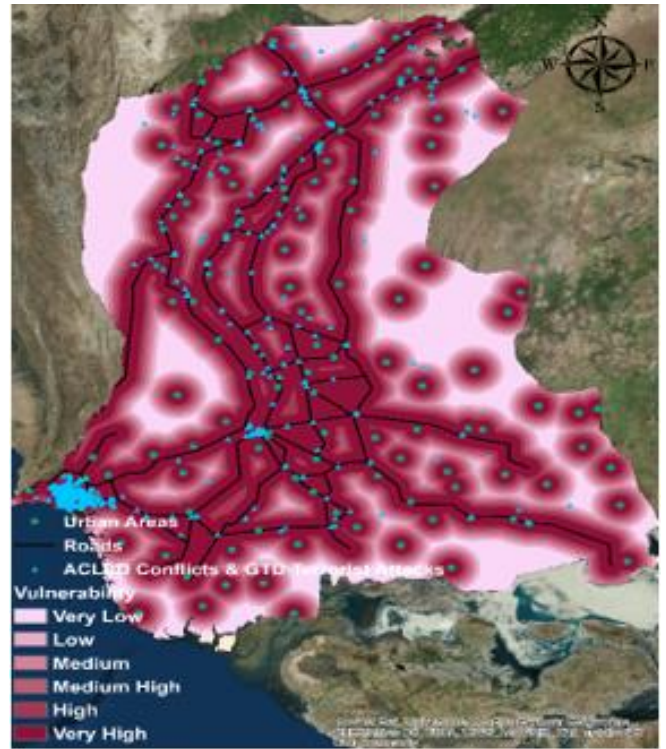 N
W E
S
Urban Areas
Roads
ACLED Conflicts & GTD Terrorist Attacks
Vulnerability
Very Low
Low
Medium
Medium High
High
Very High